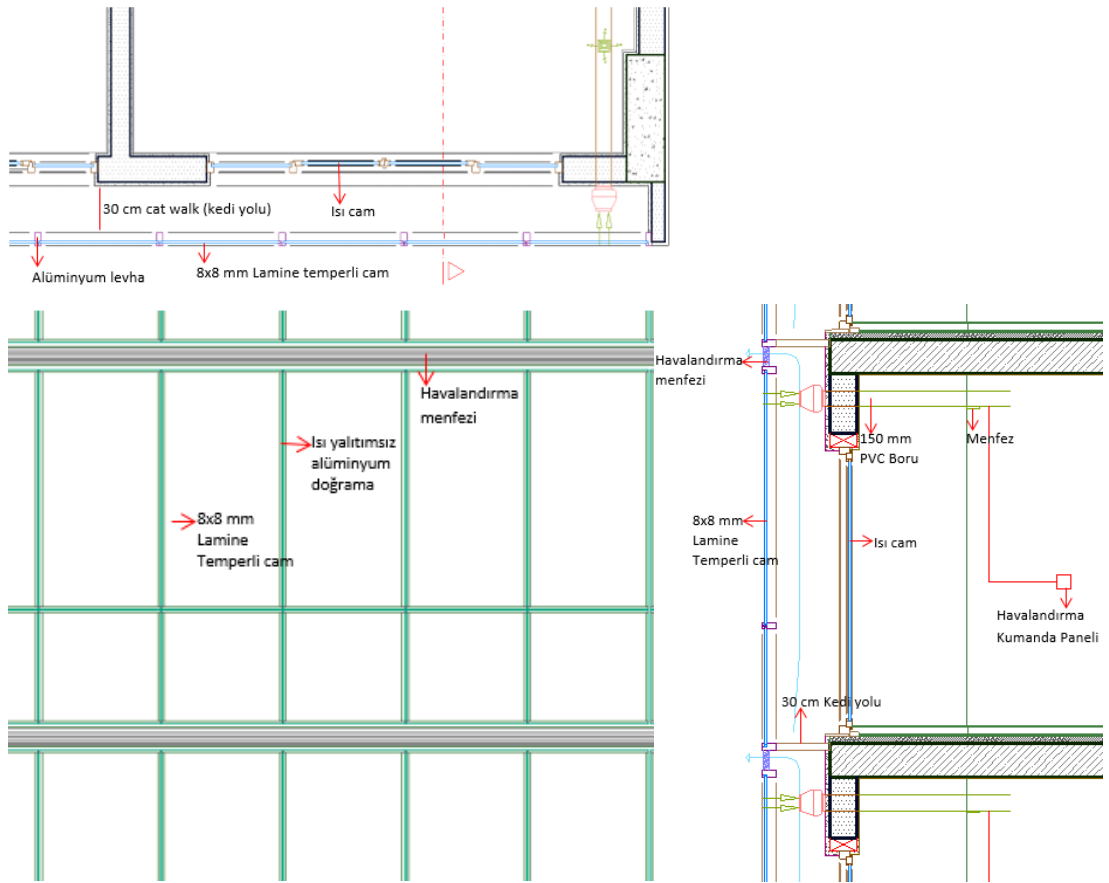 30 cm cat walk (kedi yolu)
Isı cam
Alüminyum levha
8x8 mm Lamine temperli cam
Havalandırma
menfezi
Isı yalıtımsız
alüminyum
doğrama
8x8 mm
Lamine
Temperli cam
Havalandırma
menfezi
150 mm
PVC Boru
Menfez
8x8 mm
Lamine
Temperli cam
Isı cam
Havalandırma
Kumanda Paneli
30 cm Kedi yolu